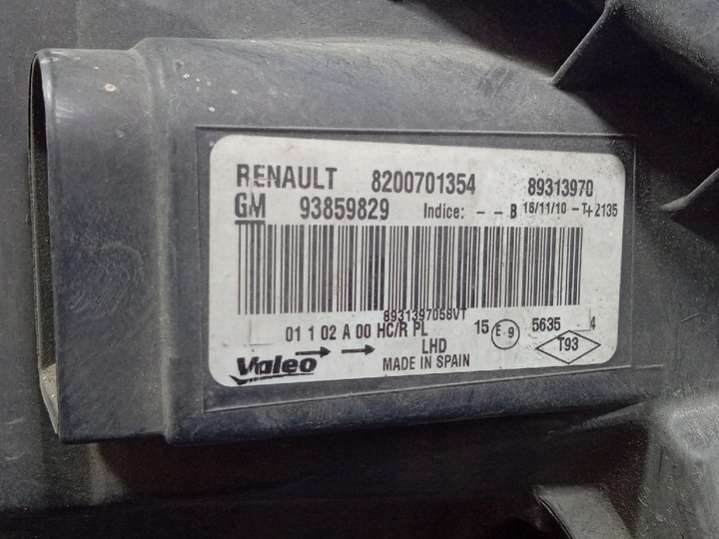 RENAULT 8200701354 89313970
GM 93859829 Indice: - - B 16/11/10 - T+2135
8931397058VT
01 1 02 A 00 HC/R PL 15 E 9 5635 4
Valeo LHD T93
MADE IN SPAIN